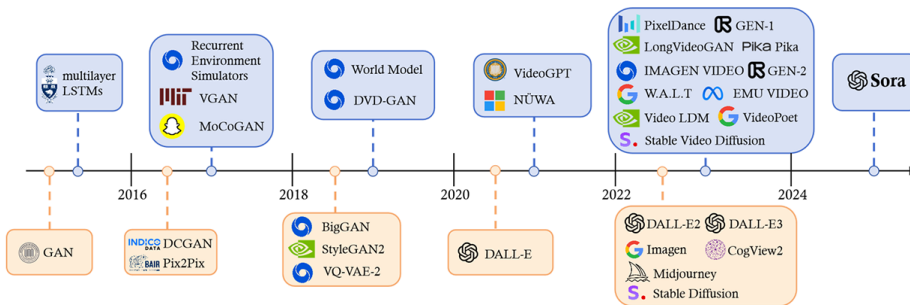 multilayer
LSTMs
Recurrent
Environment
Simulators
MIT VGAN
MoCoGAN
World Model
DVD-GAN
VideoGPT
NÜWA
PixelDance GEN-1
LongVideoGAN Pika Pika
IMAGEN VIDEO GEN-2
W.A.L.T EMU VIDEO
Video LDM VideoPoet
S. Stable Video Diffusion
Sora
2016 2018 2020 2022 2024
GAN
INDICO DATA DCGAN
BAIR Pix2Pix
BigGAN
StyleGAN2
VQ-VAE-2
DALL-E
DALL-E2 DALL-E3
Imagen CogView2
Midjourney
S. Stable Diffusion